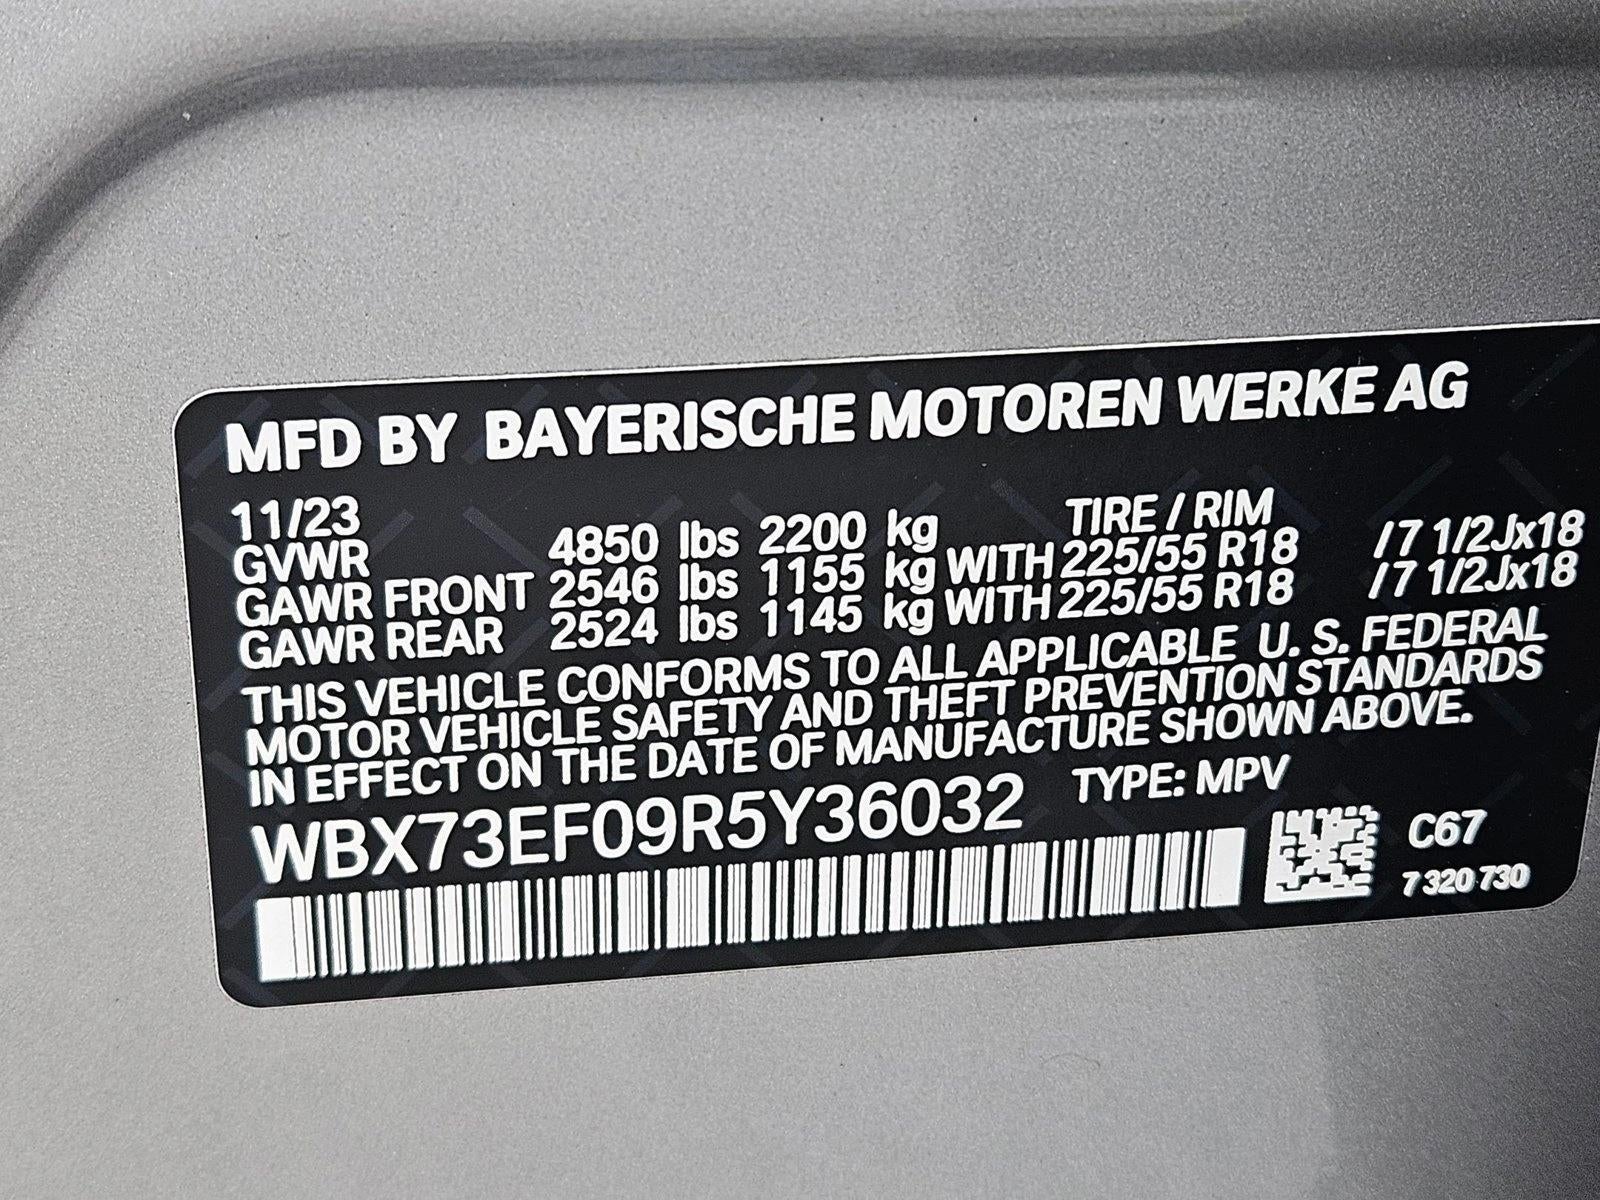 MFD BY BAYERISCHE MOTOREN WERKE AG
11/23 TIRE / RIM
GVWR 4850 lbs 2200 kg
GAWR FRONT 2546 lbs 1155 kg WITH 225/55 R18 /7 1/2Jx18
GAWR REAR 2524 lbs 1145 kg WITH 225/55 R18 /7 1/2Jx18
THIS VEHICLE CONFORMS TO ALL APPLICABLE U. S. FEDERAL
MOTOR VEHICLE SAFETY AND THEFT PREVENTION STANDARDS
IN EFFECT ON THE DATE OF MANUFACTURE SHOWN ABOVE.
WBX73EF09R5Y36032 TYPE: MPV
C67
7 320 730